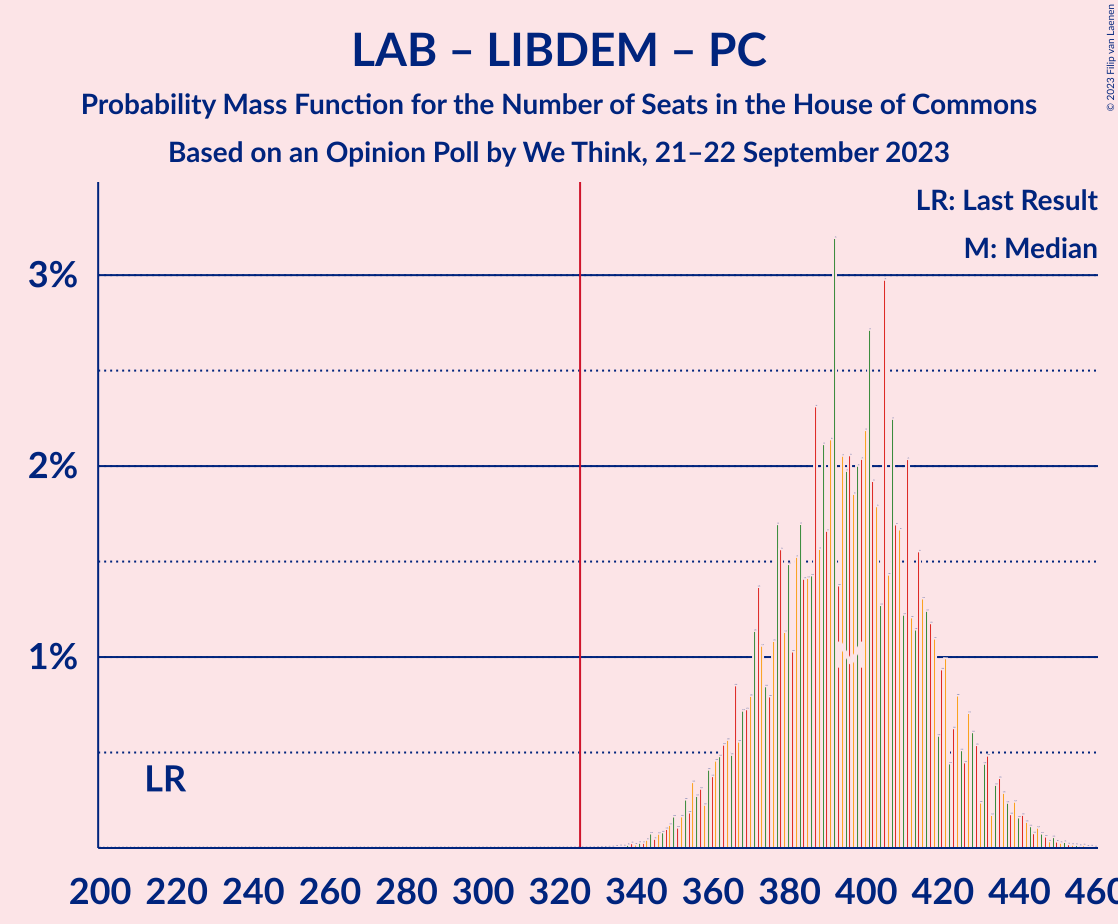 LAB – LIBDEM – PC
Probability Mass Function for the Number of Seats in the House of Commons
Based on an Opinion Poll by We Think, 21–22 September 2023
© 2023 Filip van Laenen
LR: Last Result
M: Median
3%
2%
1%
LR
M
200 220 240 260 280 300 320 340 360 380 400 420 440 460